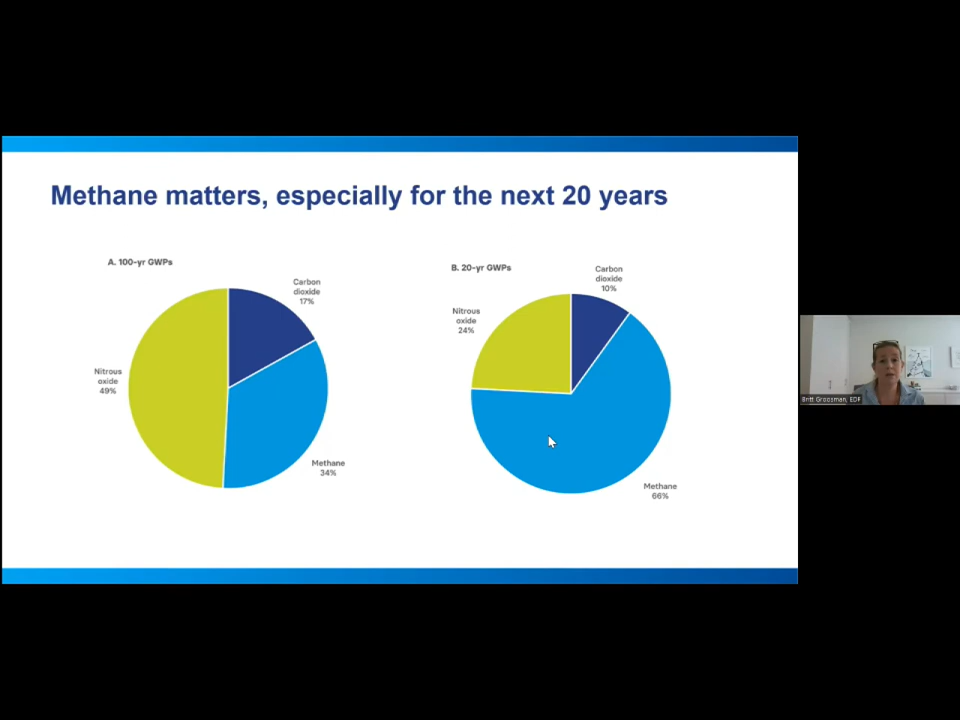 Methane matters, especially for the next 20 years
A. 100-yr GWPs
Carbon
dioxide
17%
Nitrous
oxide
49%
Methane
34%
B. 20-yr GWPs
Carbon
dioxide
10%
Nitrous
oxide
24%
Methane
66%
Britt Groosman, EDF